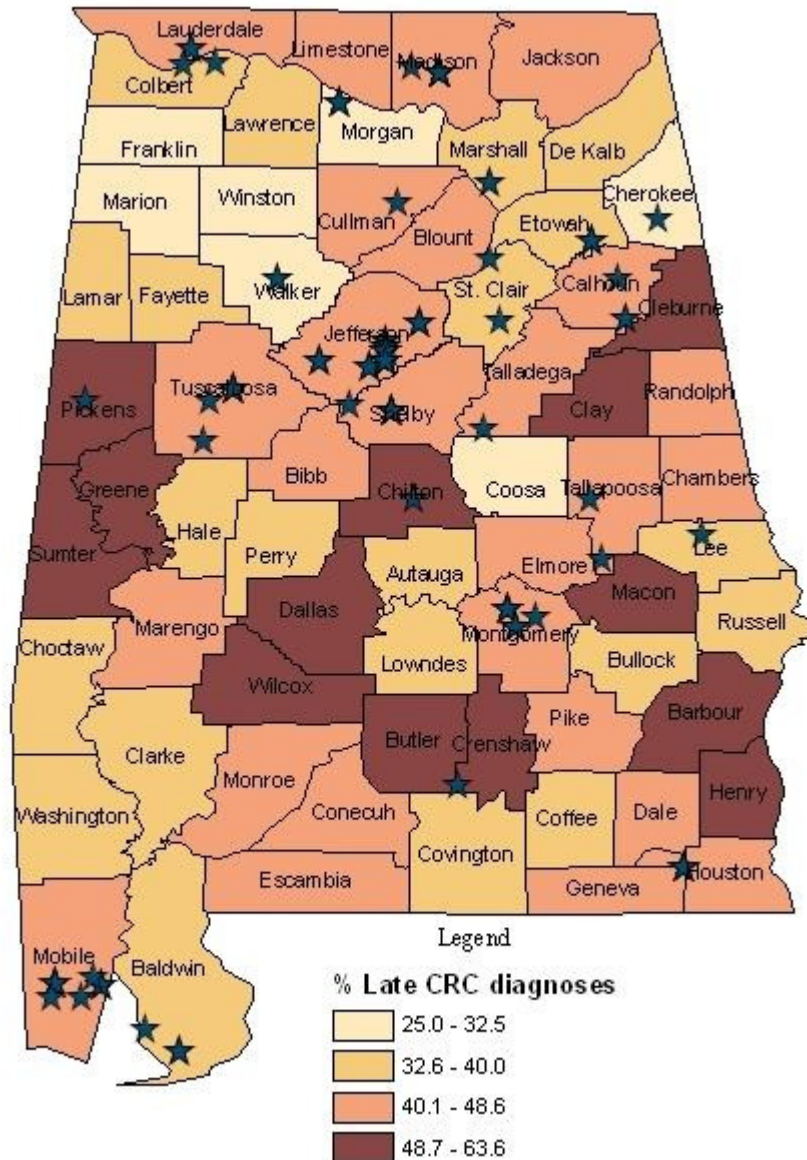 Lauderdale
Limestone
Madison
Jackson
Colbert
Lawrence
Morgan
Franklin
Marshall
De Kalb
Marion
Winston
Cherokee
Cullman
Blount
Etowah
Lamar
Fayette
Walker
St. Clair
Calhoun
Cleburne
Jefferson
Pickens
Tuscaloosa
Shelby
Talladega
Clay
Randolph
Bibb
Chilton
Coosa
Tallapoosa
Chambers
Greene
Hale
Perry
Sumter
Autauga
Elmore
Lee
Macon
Dallas
Marengo
Montgomery
Russell
Choctaw
Lowndes
Bullock
Wilcox
Butler
Crenshaw
Pike
Barbour
Clarke
Monroe
Henry
Washington
Conecuh
Coffee
Dale
Covington
Escambia
Geneva
Houston
Mobile
Baldwin
Legend
% Late CRC diagnoses
25.0 - 32.5
32.6 - 40.0
40.1 - 48.6
48.7 - 63.6